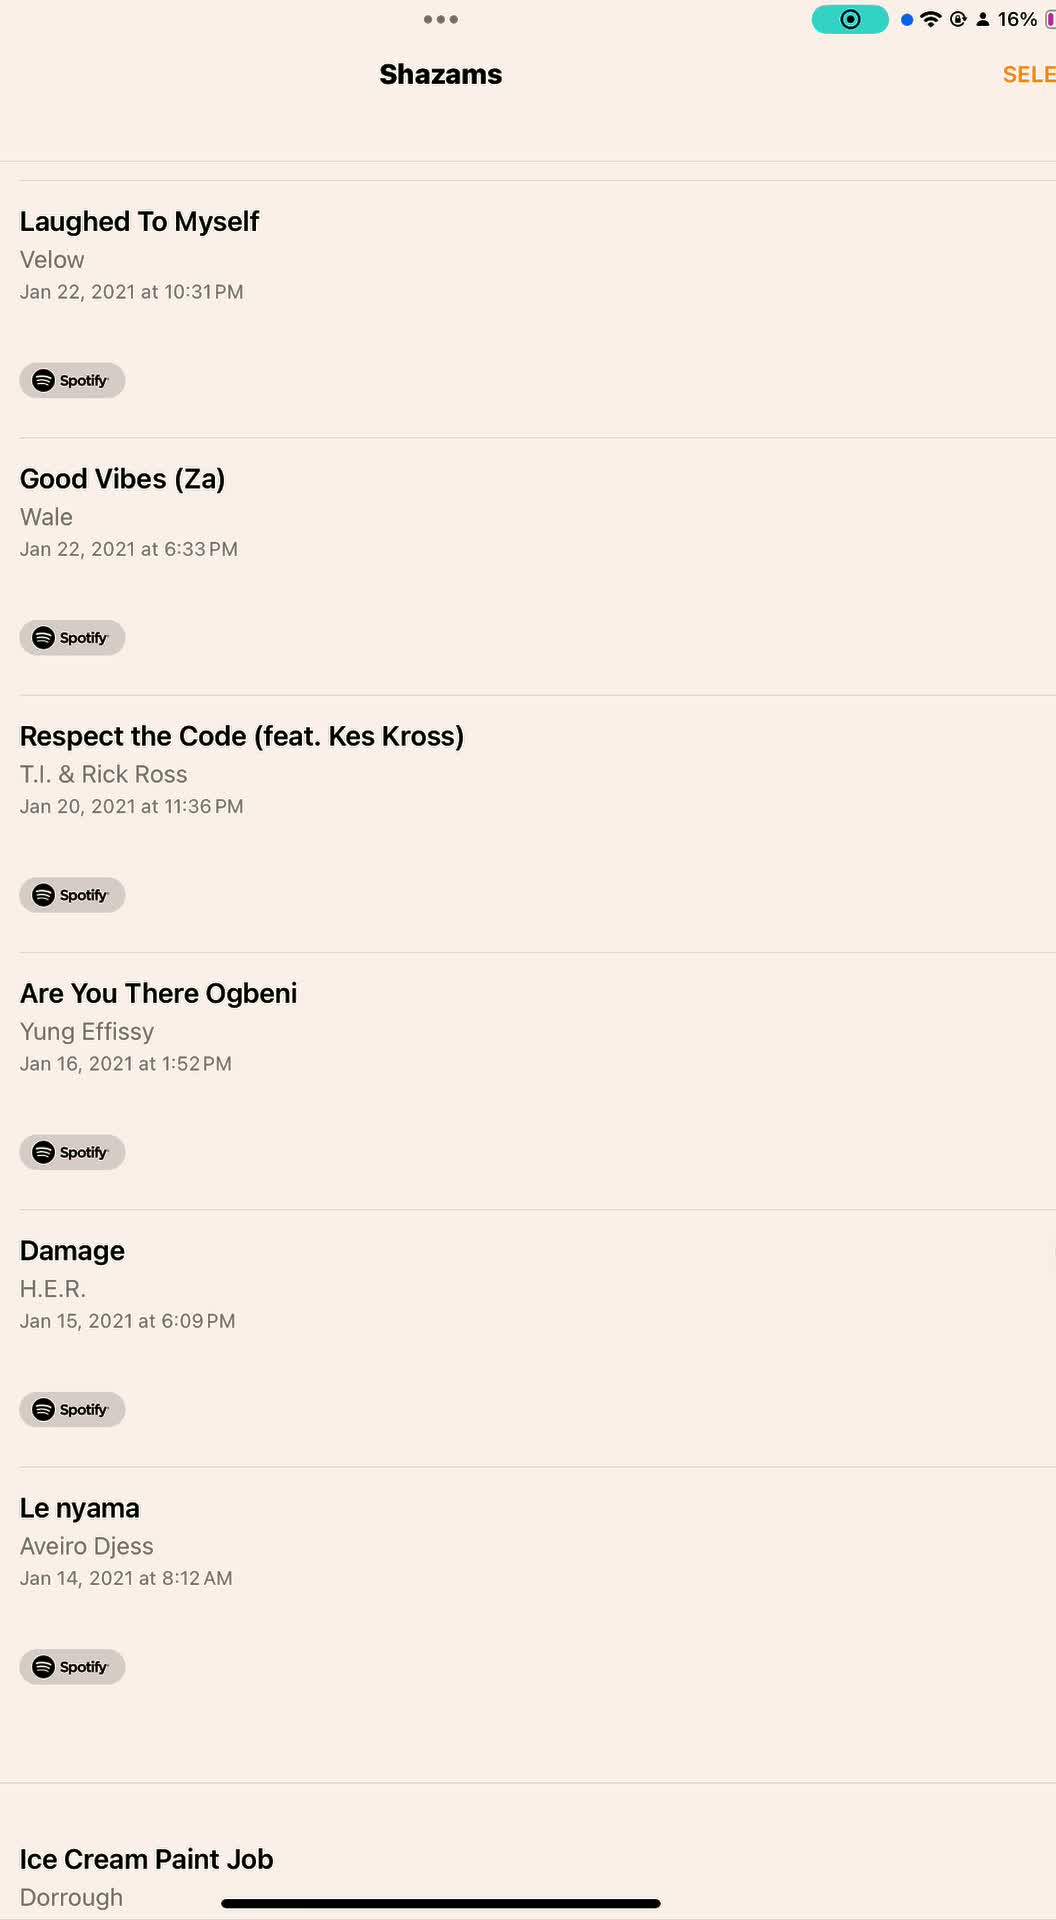 16%
Shazams
SELE
Laughed To Myself
Velow
Jan 22, 2021 at 10:31 PM
Spotify
Good Vibes (Za)
Wale
Jan 22, 2021 at 6:33 PM
Spotify
Respect the Code (feat. Kes Kross)
T.I. & Rick Ross
Jan 20, 2021 at 11:36 PM
Spotify
Are You There Ogbeni
Yung Effissy
Jan 16, 2021 at 1:52 PM
Spotify
Damage
H.E.R.
Jan 15, 2021 at 6:09 PM
Spotify
Le nyama
Aveiro Djess
Jan 14, 2021 at 8:12 AM
Spotify
Ice Cream Paint Job
Dorrough